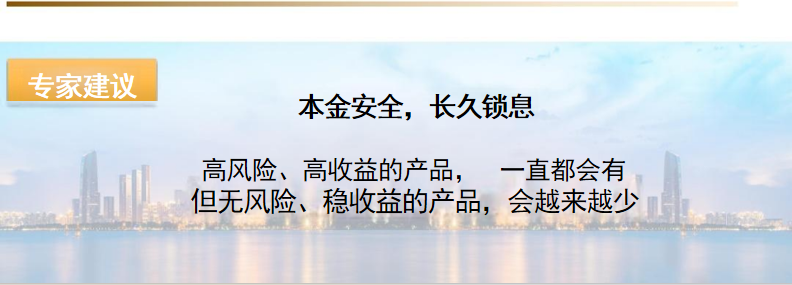 专家建议
本金安全，长久锁息
高风险、高收益的产品， 一直都会有
但无风险、稳收益的产品，会越来越少